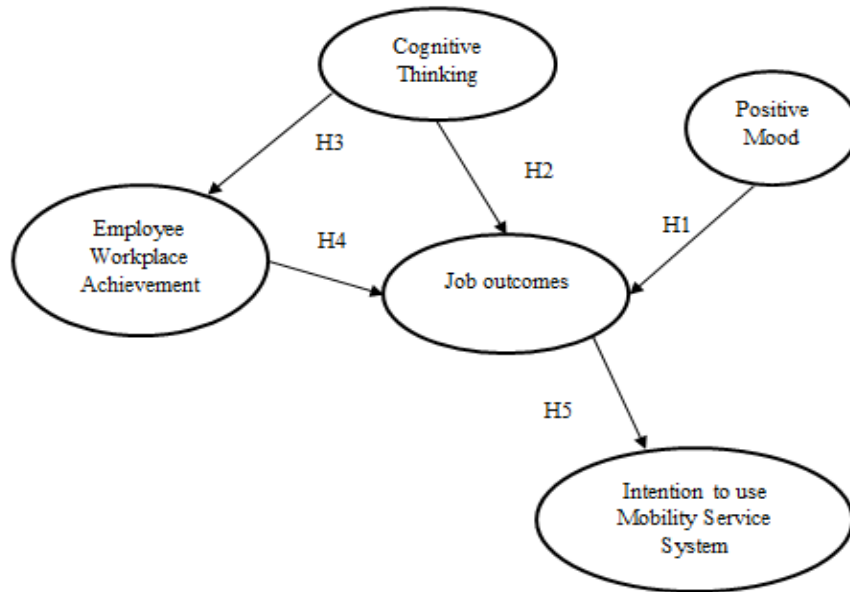 Cognitive
Thinking
Positive
Mood
H3
H2
H1
Employee
Workplace
Achievement
H4
Job outcomes
H5
Intention to use
Mobility Service
System